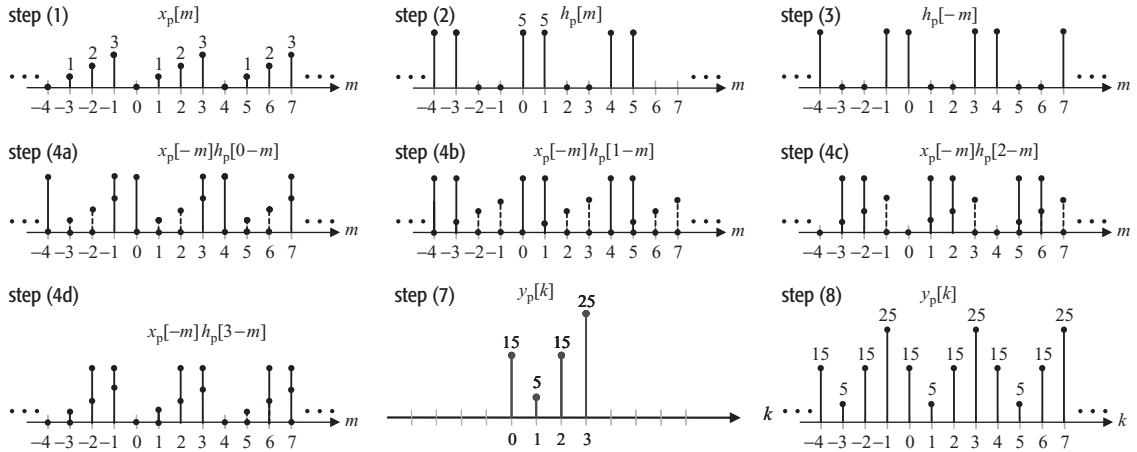 step (1)
x_p[m]
1 2 3 1 2 3 1 2 3
m
−4 −3 −2 −1 0 1 2 3 4 5 6 7
step (2)
h_p[m]
5 5
m
−4 −3 −2 −1 0 1 2 3 4 5 6 7
step (3)
h_p[−m]
m
−4 −3 −2 −1 0 1 2 3 4 5 6 7
step (4a)
x_p[−m]h_p[0−m]
m
−4 −3 −2 −1 0 1 2 3 4 5 6 7
step (4b)
x_p[−m]h_p[1−m]
m
−4 −3 −2 −1 0 1 2 3 4 5 6 7
step (4c)
x_p[−m]h_p[2−m]
m
−4 −3 −2 −1 0 1 2 3 4 5 6 7
step (4d)
x_p[−m]h_p[3−m]
m
−4 −3 −2 −1 0 1 2 3 4 5 6 7
step (7)
y_p[k]
15 5 15 25
k
0 1 2 3
step (8)
y_p[k]
15 5 15 25 15 5 15 25 15 5 15 25
k
−4 −3 −2 −1 0 1 2 3 4 5 6 7